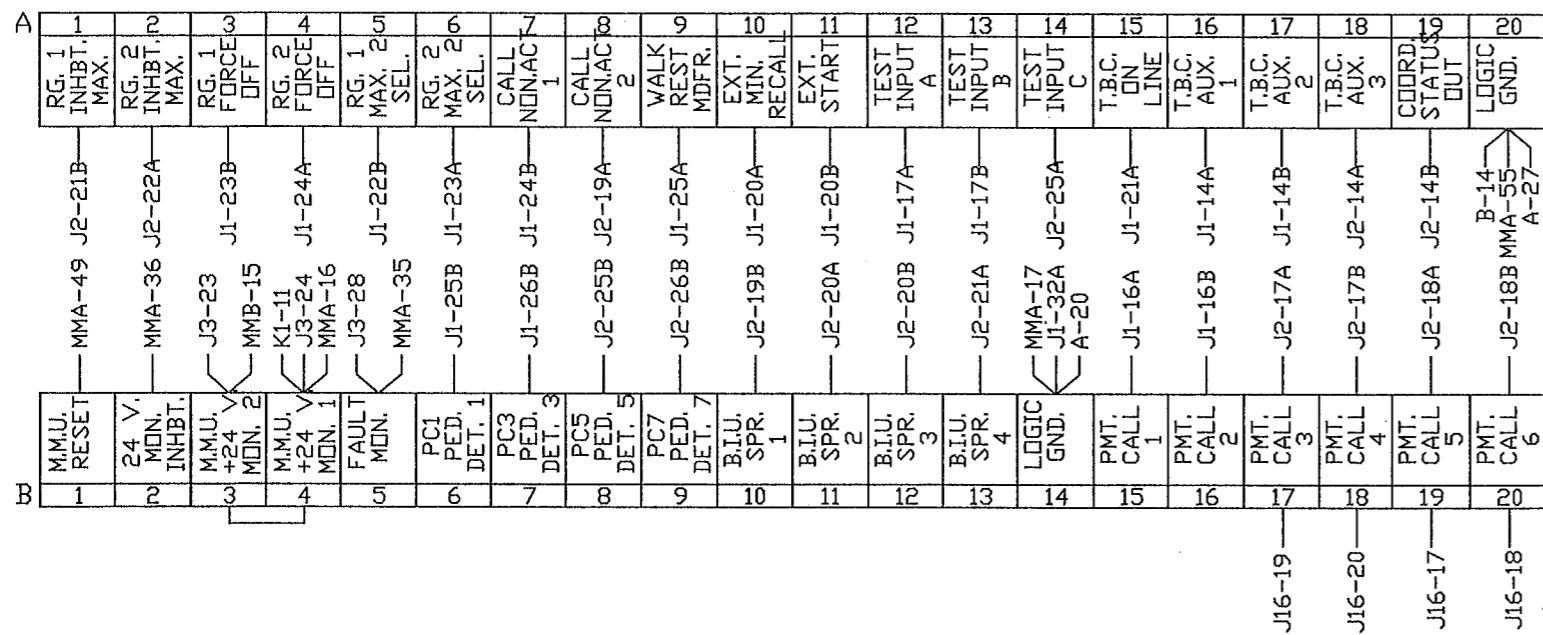 A 1 2 3 4 5 6 7 8 9 10 11 12 13 14 15 16 17 18 19 20
RG. 1
INHBT.
MAX.
RG. 2
INHBT.
MAX.
RG. 1
FORCE
OFF
RG. 2
FORCE
OFF
RG. 1
MAX. 2
SEL.
RG. 2
MAX. 2
SEL.
CALL
NON.ACT
1
CALL
NON.ACT
2
WALK
REST
MDFR.
EXT.
MIN.
RECALL
EXT.
START
TEST
INPUT
A
TEST
INPUT
B
TEST
INPUT
C
T.B.C.
ON
LINE
T.B.C.
AUX.
1
T.B.C.
AUX.
2
T.B.C.
AUX.
3
COORD.
STATUS
OUT
LOGIC
GND.
J2-21B
J2-22A
J1-23B
J1-24A
J1-22B
J1-23A
J1-24B
J2-19A
J1-25A
J1-20A
J1-20B
J1-17A
J1-17B
J2-25A
J1-21A
J1-14A
J1-14B
J2-14A
J2-14B
B-14
MMA-55
A-27
MMA-49
MMA-36
J3-23
MMB-15
K1-11
J3-24
MMA-16
J3-28
MMA-35
J1-25B
J1-26B
J2-25B
J2-26B
J2-19B
J2-20A
J2-20B
J2-21A
MMA-17
J1-32A
A-20
J1-16A
J1-16B
J2-17A
J2-17B
J2-18A
J2-18B
M.M.U.
RESET
24 V.
MON.
INHBT.
M.M.U.
+24 V
MON. 2
M.M.U.
+24 V
MON. 1
FAULT
MON.
PC1
PED.
DET. 1
PC3
PED.
DET. 3
PC5
PED.
DET. 5
PC7
PED.
DET. 7
B.I.U.
SPR.
1
B.I.U.
SPR.
2
B.I.U.
SPR.
3
B.I.U.
SPR.
4
LOGIC
GND.
PMT.
CALL
1
PMT.
CALL
2
PMT.
CALL
3
PMT.
CALL
4
PMT.
CALL
5
PMT.
CALL
6
B 1 2 3 4 5 6 7 8 9 10 11 12 13 14 15 16 17 18 19 20
J16-19
J16-20
J16-17
J16-18